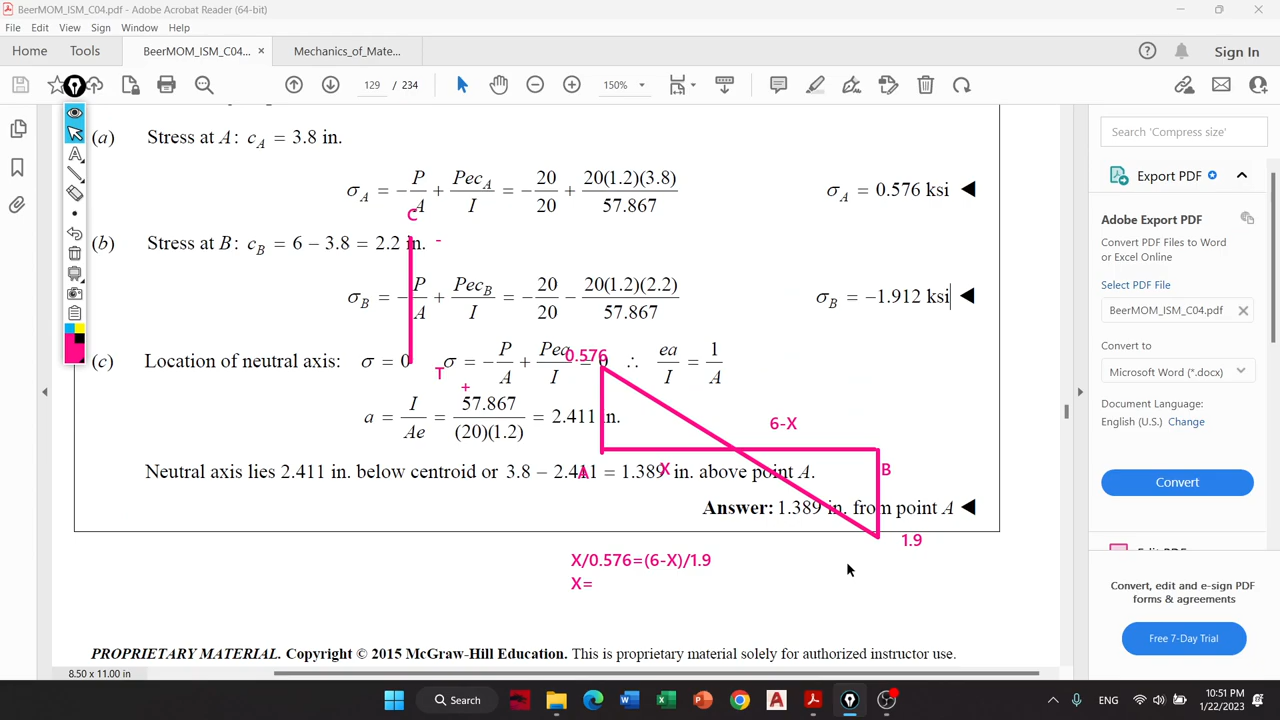 BeerMOM_ISM_C04.pdf - Adobe Acrobat Reader (64-bit)
File Edit View Sign Window Help
Home Tools BeerMOM_ISM_C04... × Mechanics_of_Mate... Sign In
129 / 234 150%
(a) Stress at A: c_A = 3.8 in.
σ_A = −P/A + Pec_A/I = −20/20 + 20(1.2)(3.8)/57.867 σ_A = 0.576 ksi ◀
C
(b) Stress at B: c_B = 6 − 3.8 = 2.2 in. -
σ_B = −P/A + Pec_B/I = −20/20 − 20(1.2)(2.2)/57.867 σ_B = −1.912 ksi ◀
(c) Location of neutral axis: σ = 0 σ = −P/A + Pea/I = 0 ∴ ea/I = 1/A
0.576
T +
a = I/Ae = 57.867/(20)(1.2) = 2.411 in.
6-X
Neutral axis lies 2.411 in. below centroid or 3.8 − 2.411 = 1.389 in. above point A.
A X B
Answer: 1.389 in. from point A ◀
1.9
X/0.576=(6-X)/1.9
X=
PROPRIETARY MATERIAL. Copyright © 2015 McGraw-Hill Education. This is proprietary material solely for authorized instructor use.
8.50 x 11.00 in
Search 'Compress size'
Export PDF
Adobe Export PDF
Convert PDF Files to Word
or Excel Online
Select PDF File
BeerMOM_ISM_C04.pdf
Convert to
Microsoft Word (*.docx)
Document Language:
English (U.S.) Change
Convert
Convert, edit and e-sign PDF
forms & agreements
Free 7-Day Trial
Search
ENG 10:51 PM
1/22/2023